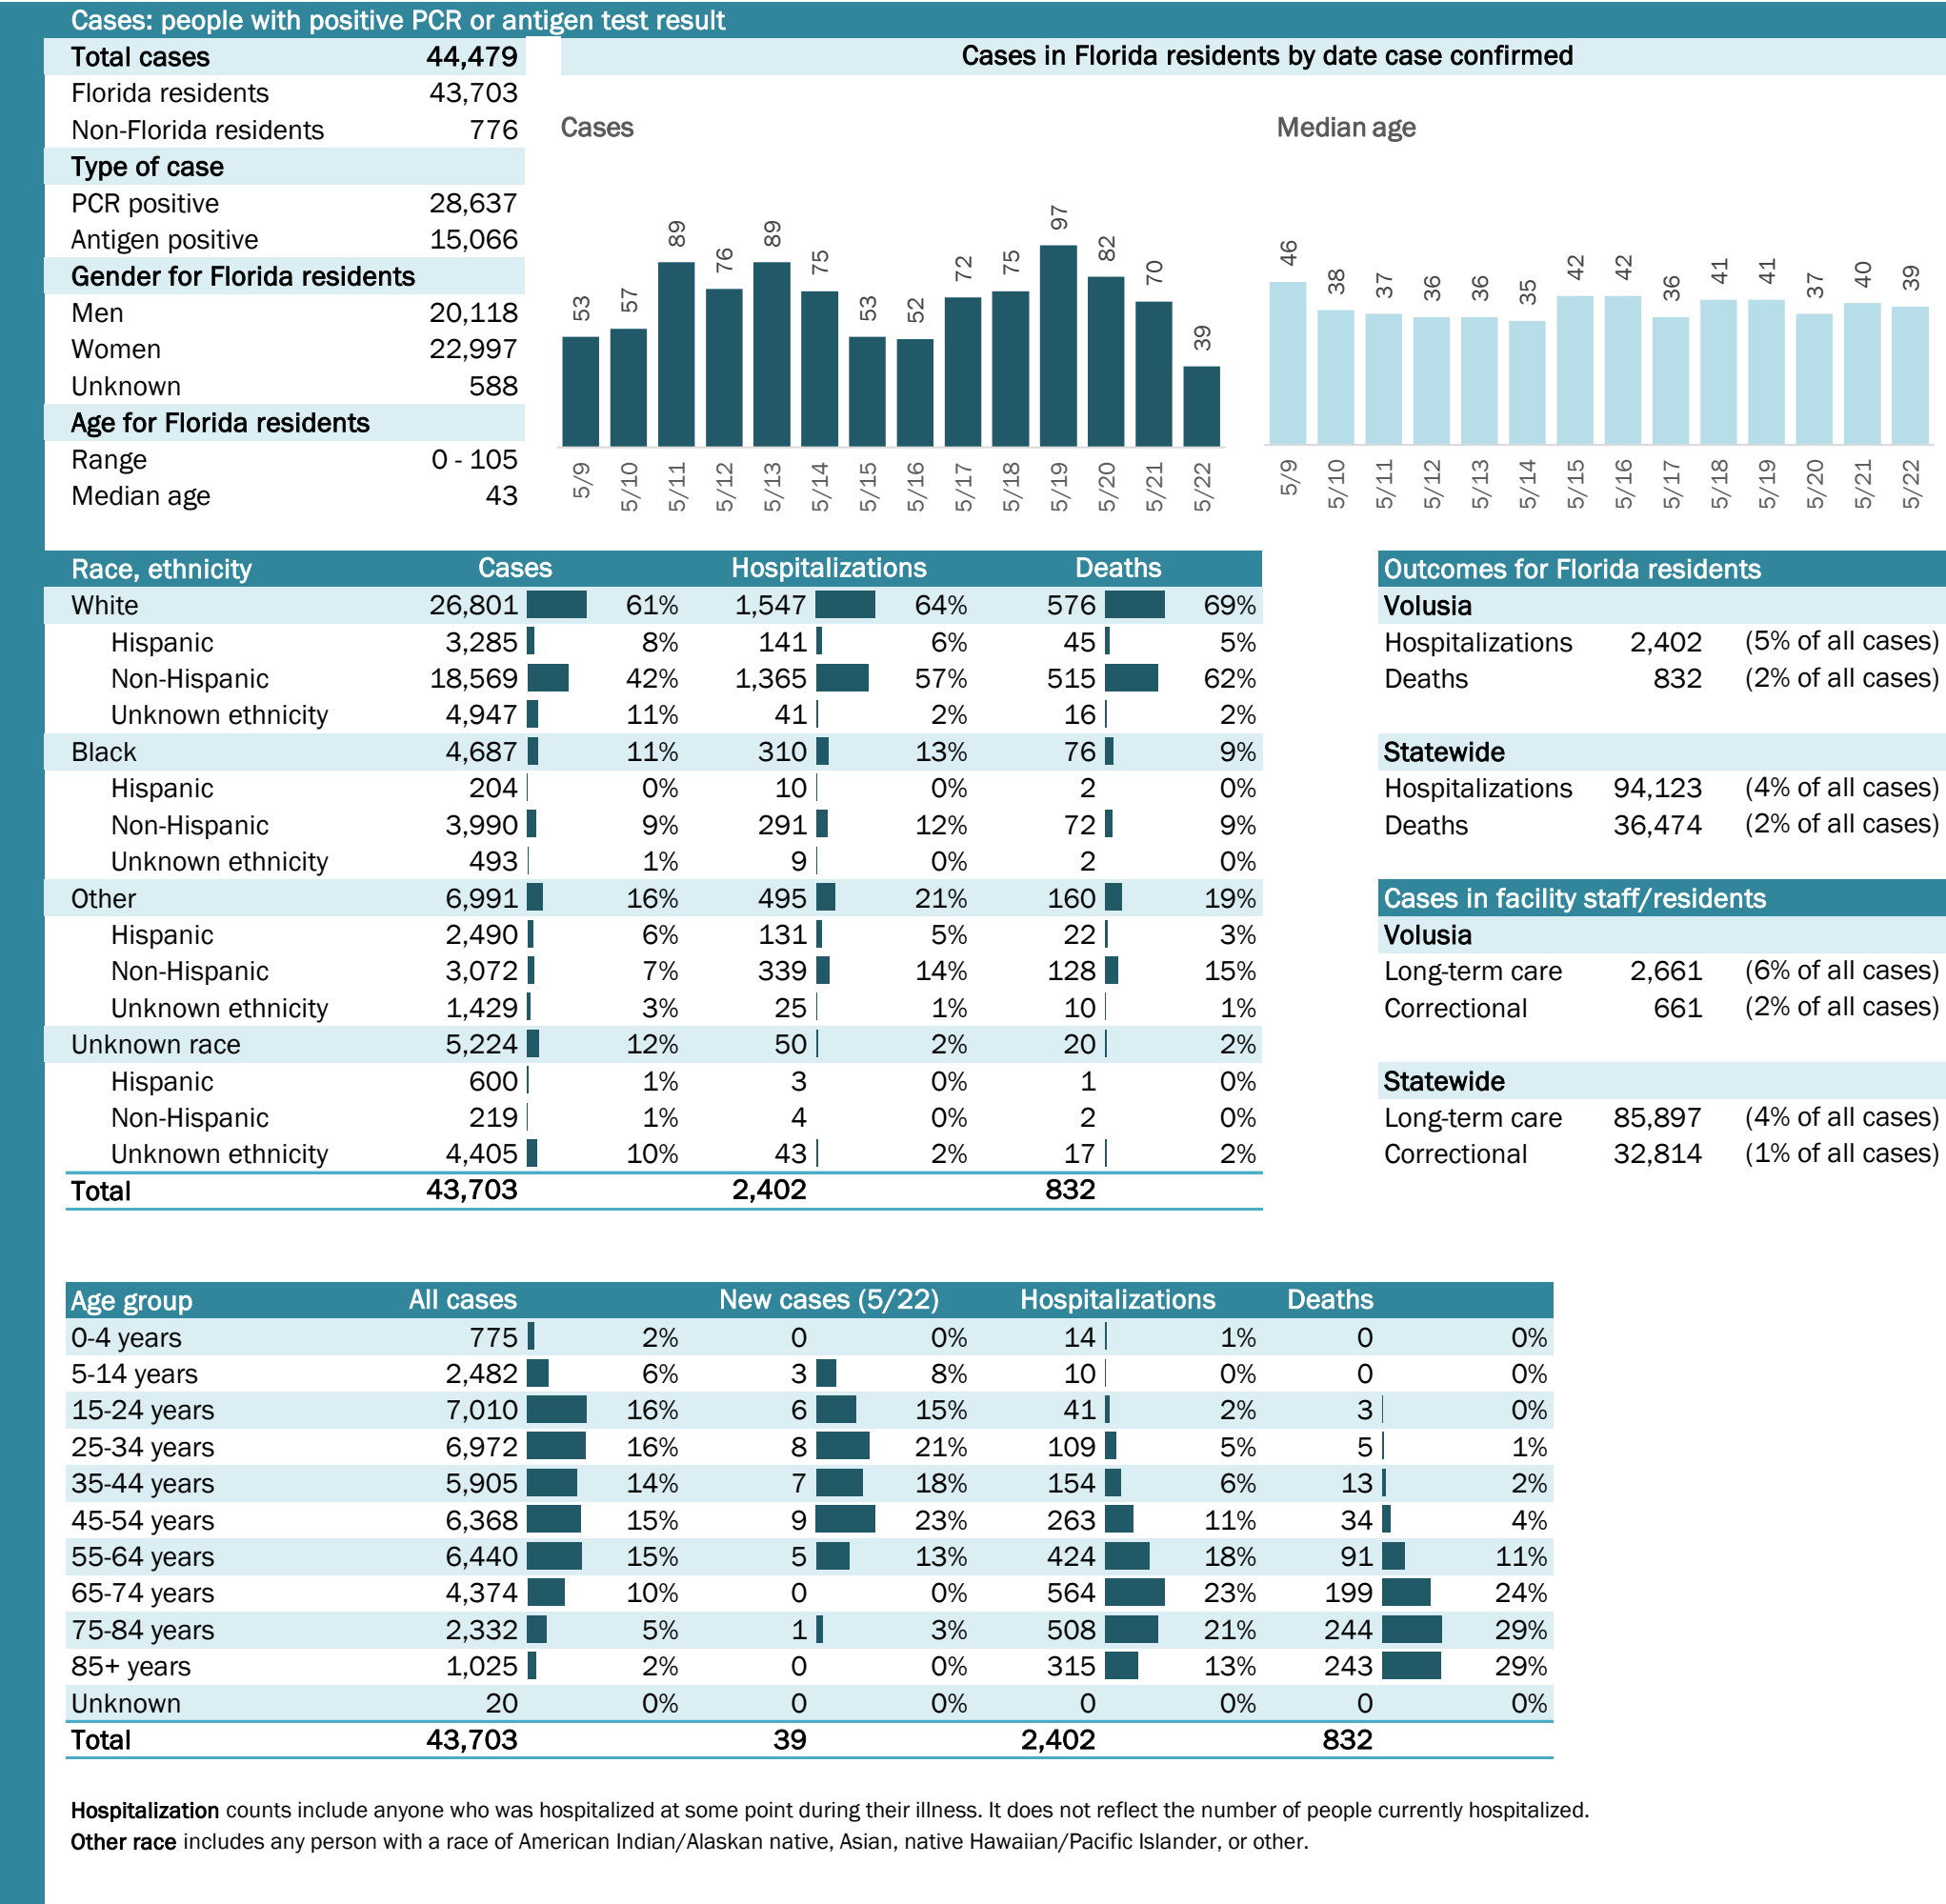 Cases: people with positive PCR or antigen test result
Total cases 44,479
Florida residents 43,703
Non-Florida residents 776
Type of case
PCR positive 28,637
Antigen positive 15,066
Gender for Florida residents
Men 20,118
Women 22,997
Unknown 588
Age for Florida residents
Range 0 - 105
Median age 43
Cases in Florida residents by date case confirmed
Cases
53 57 89 76 89 75 53 52 72 75 97 82 70 39
5/9 5/10 5/11 5/12 5/13 5/14 5/15 5/16 5/17 5/18 5/19 5/20 5/21 5/22
Median age
46 38 37 36 36 35 42 42 36 41 41 37 40 39
5/9 5/10 5/11 5/12 5/13 5/14 5/15 5/16 5/17 5/18 5/19 5/20 5/21 5/22
Race, ethnicity Cases Hospitalizations Deaths
White 26,801 61% 1,547 64% 576 69%
Hispanic 3,285 8% 141 6% 45 5%
Non-Hispanic 18,569 42% 1,365 57% 515 62%
Unknown ethnicity 4,947 11% 41 2% 16 2%
Black 4,687 11% 310 13% 76 9%
Hispanic 204 0% 10 0% 2 0%
Non-Hispanic 3,990 9% 291 12% 72 9%
Unknown ethnicity 493 1% 9 0% 2 0%
Other 6,991 16% 495 21% 160 19%
Hispanic 2,490 6% 131 5% 22 3%
Non-Hispanic 3,072 7% 339 14% 128 15%
Unknown ethnicity 1,429 3% 25 1% 10 1%
Unknown race 5,224 12% 50 2% 20 2%
Hispanic 600 1% 3 0% 1 0%
Non-Hispanic 219 1% 4 0% 2 0%
Unknown ethnicity 4,405 10% 43 2% 17 2%
Total 43,703 2,402 832
Outcomes for Florida residents
Volusia
Hospitalizations 2,402 (5% of all cases)
Deaths 832 (2% of all cases)
Statewide
Hospitalizations 94,123 (4% of all cases)
Deaths 36,474 (2% of all cases)
Cases in facility staff/residents
Volusia
Long-term care 2,661 (6% of all cases)
Correctional 661 (2% of all cases)
Statewide
Long-term care 85,897 (4% of all cases)
Correctional 32,814 (1% of all cases)
Age group All cases New cases (5/22) Hospitalizations Deaths
0-4 years 775 2% 0 0% 14 1% 0 0%
5-14 years 2,482 6% 3 8% 10 0% 0 0%
15-24 years 7,010 16% 6 15% 41 2% 3 0%
25-34 years 6,972 16% 8 21% 109 5% 5 1%
35-44 years 5,905 14% 7 18% 154 6% 13 2%
45-54 years 6,368 15% 9 23% 263 11% 34 4%
55-64 years 6,440 15% 5 13% 424 18% 91 11%
65-74 years 4,374 10% 0 0% 564 23% 199 24%
75-84 years 2,332 5% 1 3% 508 21% 244 29%
85+ years 1,025 2% 0 0% 315 13% 243 29%
Unknown 20 0% 0 0% 0 0% 0 0%
Total 43,703 39 2,402 832
Hospitalization counts include anyone who was hospitalized at some point during their illness. It does not reflect the number of people currently hospitalized.
Other race includes any person with a race of American Indian/Alaskan native, Asian, native Hawaiian/Pacific Islander, or other.